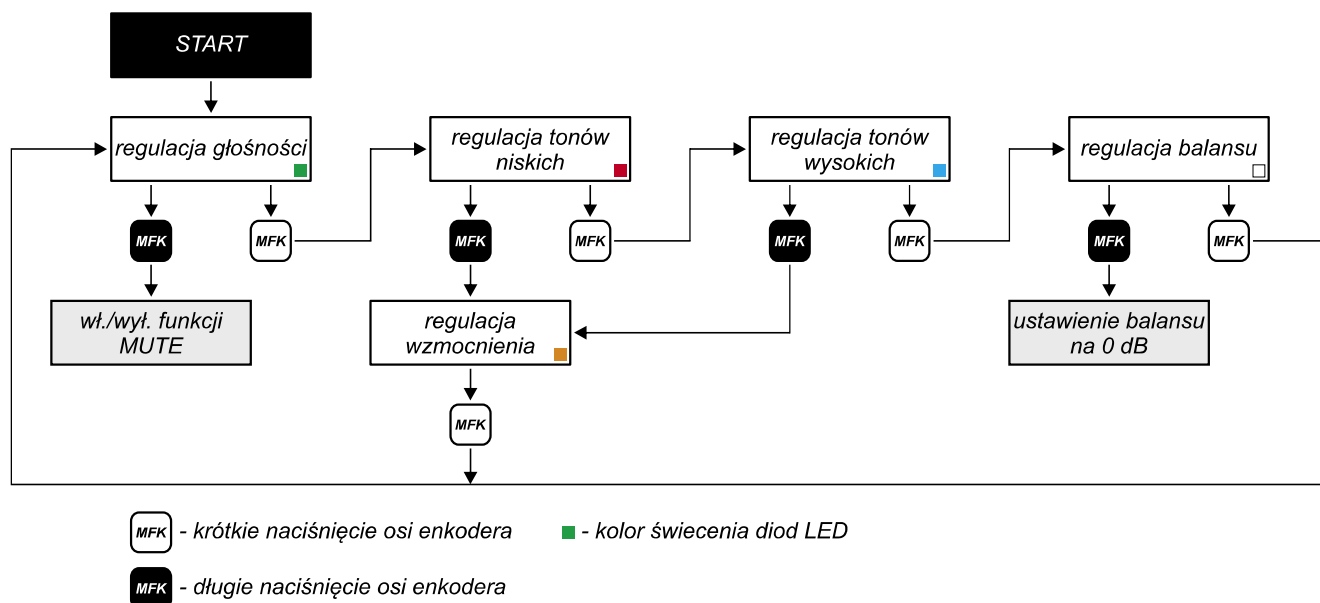 START
regulacja głośności
regulacja tonów
niskich
regulacja tonów
wysokich
regulacja balansu
MFK
MFK
MFK
MFK
MFK
MFK
MFK
MFK
wł./wył. funkcji
MUTE
regulacja
wzmocnienia
ustawienie balansu
na 0 dB
MFK
MFK - krótkie naciśnięcie osi enkodera
- kolor świecenia diod LED
MFK - długie naciśnięcie osi enkodera